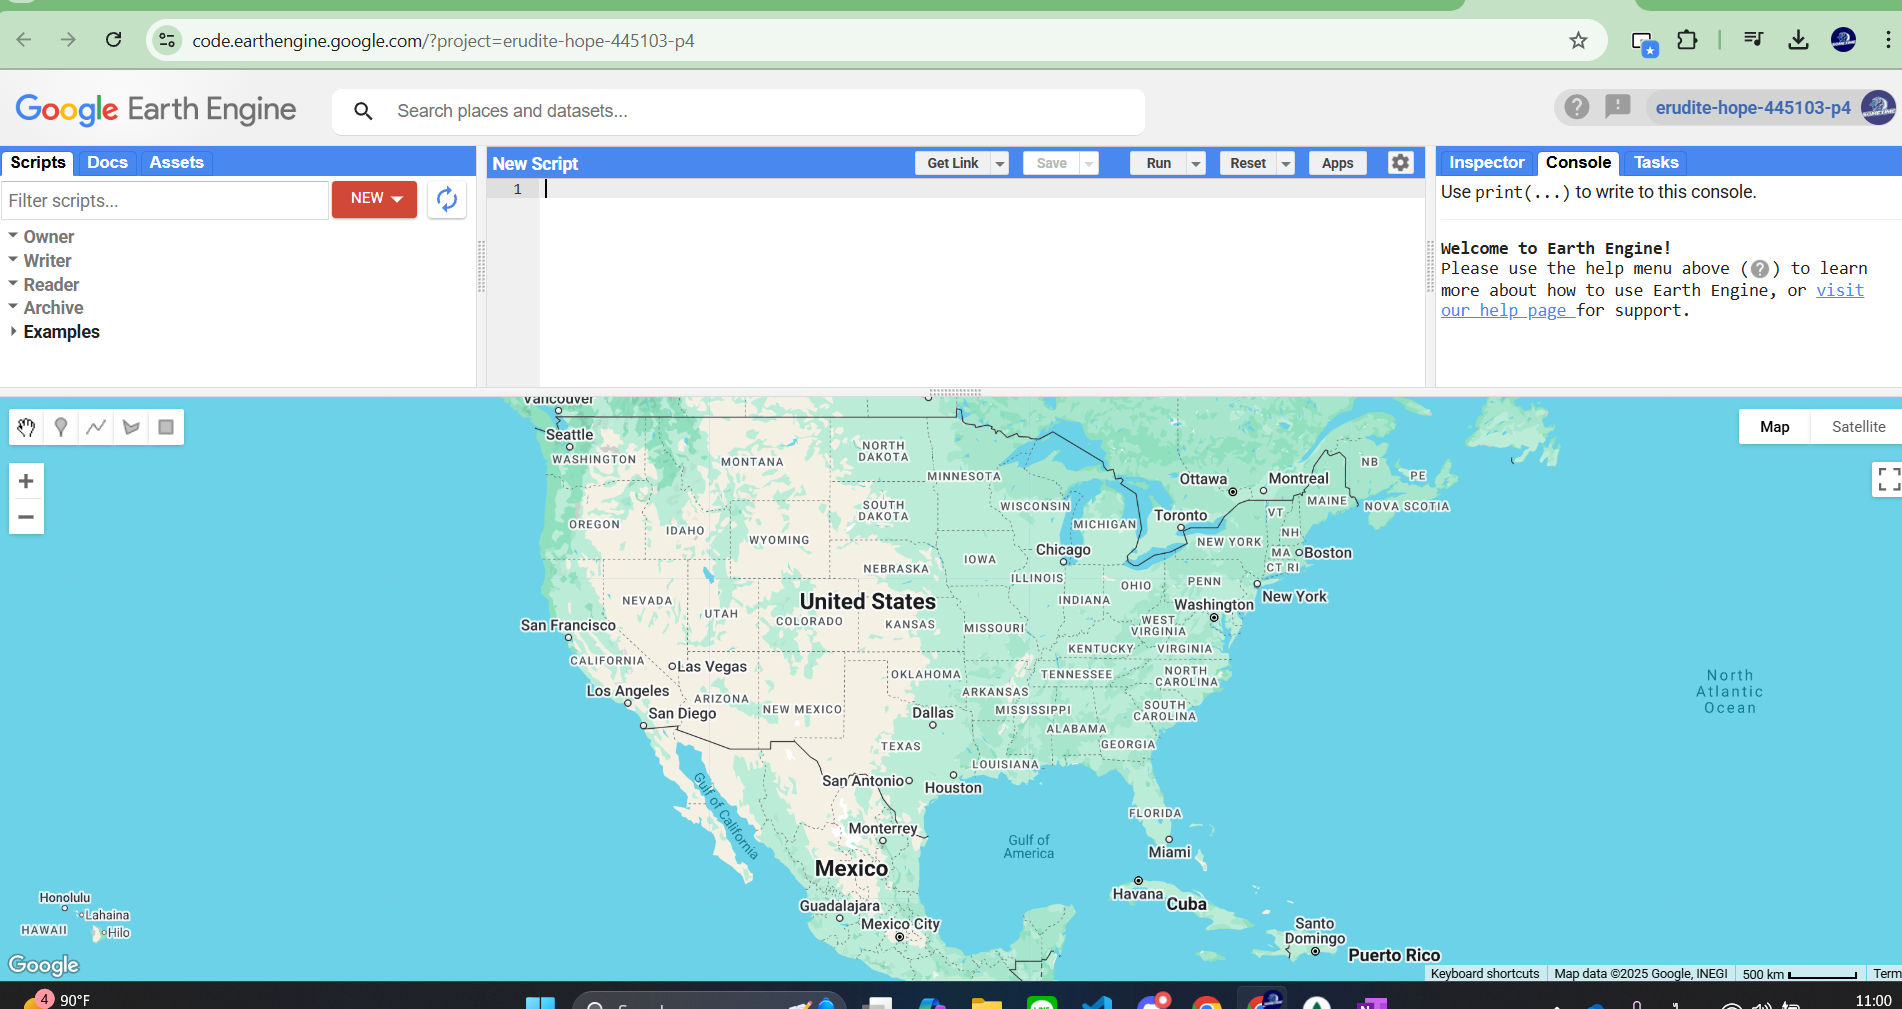 code.earthengine.google.com/?project=erudite-hope-445103-p4
Google Earth Engine
Search places and datasets...
erudite-hope-445103-p4
Scripts Docs Assets
New Script
Get Link Save Run Reset Apps
Inspector Console Tasks
Filter scripts...
NEW
Owner
Writer
Reader
Archive
Examples
1
Use print(...) to write to this console.
Welcome to Earth Engine!
Please use the help menu above (?) to learn
more about how to use Earth Engine, or visit
our help page for support.
Map Satellite
Vancouver
Seattle
WASHINGTON
MONTANA
NORTH
DAKOTA
MINNESOTA
SOUTH
DAKOTA
WISCONSIN
MICHIGAN
Ottawa
Montreal
NB
PE
MAINE
NOVA SCOTIA
Toronto
VT
NH
NEW YORK
MA
Boston
CT RI
OREGON
IDAHO
WYOMING
Chicago
IOWA
NEBRASKA
ILLINOIS
OHIO
PENN
INDIANA
New York
Washington
NEVADA
UTAH
United States
COLORADO
KANSAS
MISSOURI
WEST
VIRGINIA
San Francisco
KENTUCKY
VIRGINIA
CALIFORNIA
Las Vegas
OKLAHOMA
TENNESSEE
NORTH
CAROLINA
Los Angeles
ARIZONA
NEW MEXICO
ARKANSAS
MISSISSIPPI
SOUTH
CAROLINA
San Diego
Dallas
ALABAMA
GEORGIA
TEXAS
LOUISIANA
North
Atlantic
Ocean
San Antonio
Houston
Gulf of California
FLORIDA
Monterrey
Gulf of
America
Miami
Mexico
Havana
Cuba
Guadalajara
Mexico City
Santo
Domingo
Puerto Rico
Honolulu
Lahaina
HAWAII
Hilo
Google
Keyboard shortcuts
Map data ©2025 Google, INEGI
500 km
Term
4
90°F
11:00